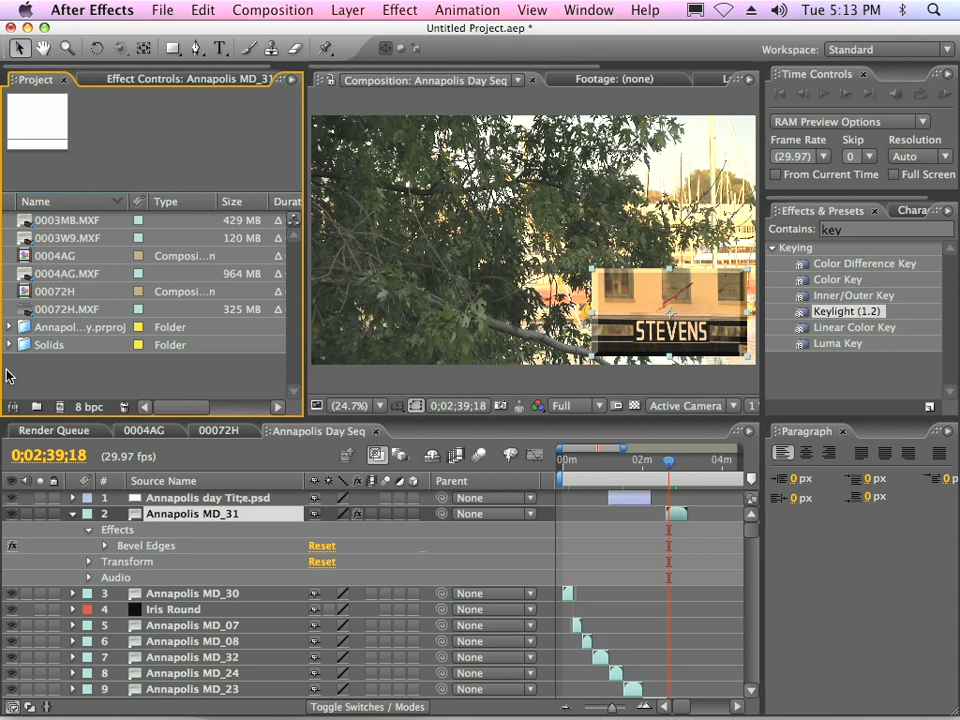 After Effects File Edit Composition Layer Effect Animation View Window Help Tue 5:13 PM
Untitled Project.aep *
T Workspace: Standard
Project Effect Controls: Annapolis MD_31
Composition: Annapolis Day Seq Footage: (none)
Time Controls
RAM Preview Options
Frame Rate Skip Resolution
(29.97) 0 Auto
From Current Time Full Screen
Name Type Size Durat
0003MB.MXF 429 MB Δ
0003W9.MXF 120 MB Δ
0004AG Composi...n Δ
0004AG.MXF 964 MB Δ
00072H Composi...n Δ
00072H.MXF 325 MB Δ
Annapol...y.prproj Folder
Solids Folder
8 bpc
STEVENS
(24.7%) 0;02;39;18 Full Active Camera 1
Effects & Presets Chara
Contains: key
Keying
Color Difference Key
Color Key
Inner/Outer Key
Keylight (1.2)
Linear Color Key
Luma Key
Render Queue 0004AG 00072H Annapolis Day Seq
0;02;39;18 (29.97 fps)
00m 02m 04m
# Source Name Parent
1 Annapolis day Title.psd None
2 Annapolis MD_31 None
Effects
Bevel Edges Reset
Transform Reset
Audio
3 Annapolis MD_30 None
4 Iris Round None
5 Annapolis MD_07 None
6 Annapolis MD_08 None
7 Annapolis MD_32 None
8 Annapolis MD_24 None
9 Annapolis MD_23 None
Toggle Switches / Modes
Paragraph
0 px 0 px 0 p
0 px 0 px